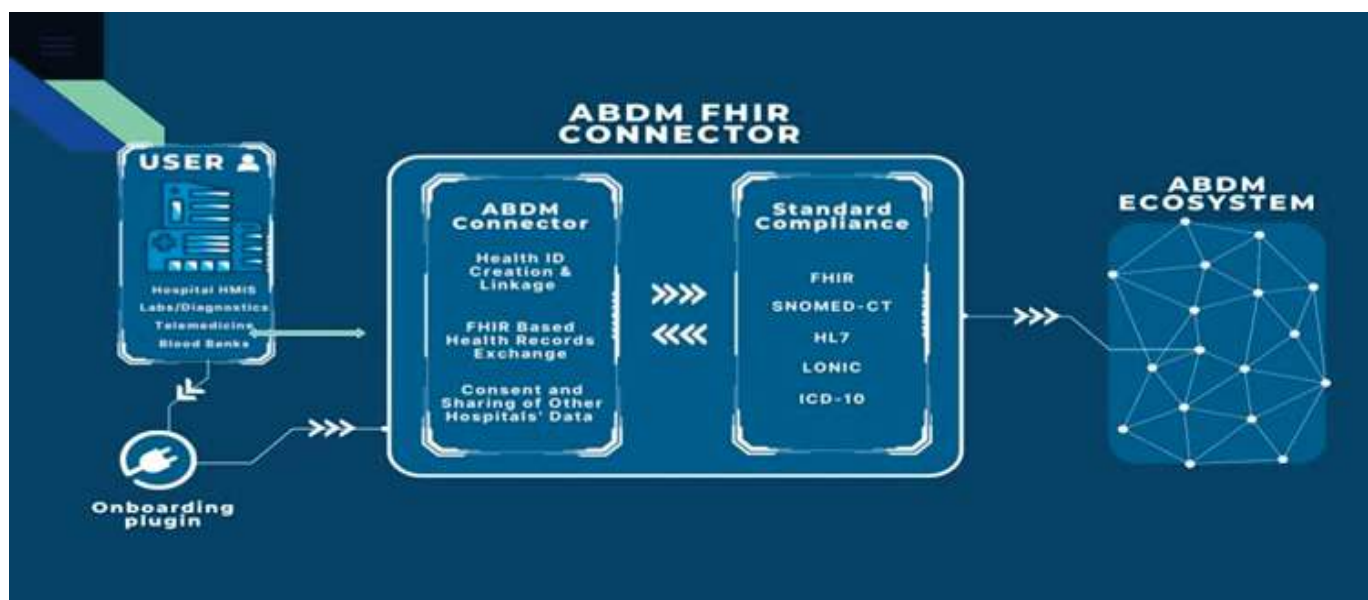 ABDM FHIR
CONNECTOR
USER
Hospital HMIS
Labs/Diagnostics
Telemedicine
Blood Banks
Onboarding
plugin
ABDM
Connector
Health ID
Creation &
Linkage
FHIR Based
Health Records
Exchange
Consent and
Sharing of Other
Hospitals' Data
Standard
Compliance
FHIR
SNOMED-CT
HL7
LONIC
ICD-10
ABDM
ECOSYSTEM